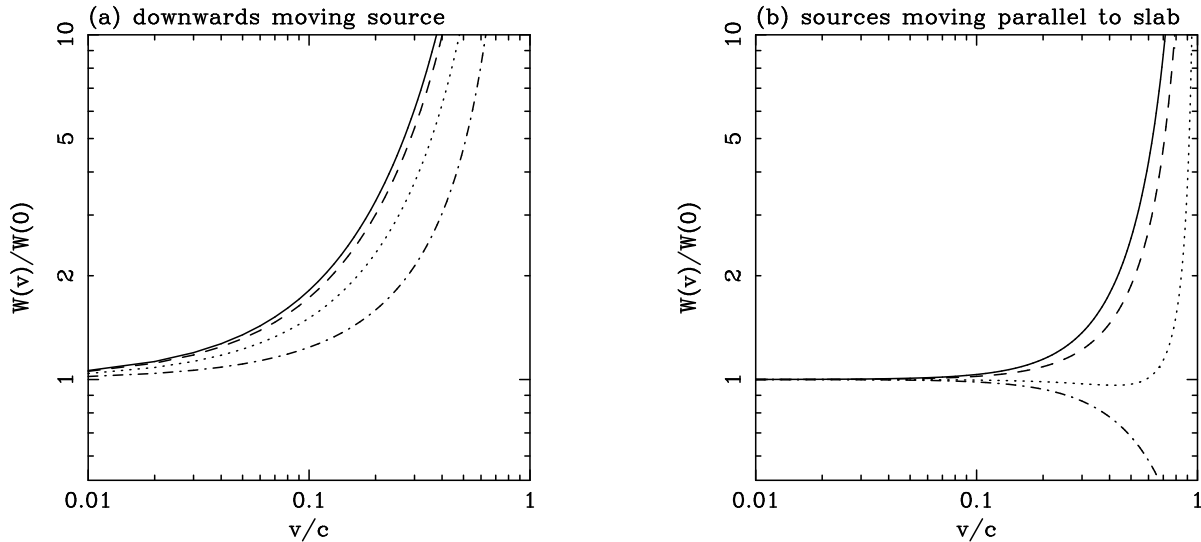 (a) downwards moving source
10
5
2
1
W(v)/W(0)
0.01
0.1
1
v/c
(b) sources moving parallel to slab
10
5
2
1
W(v)/W(0)
0.01
0.1
1
v/c